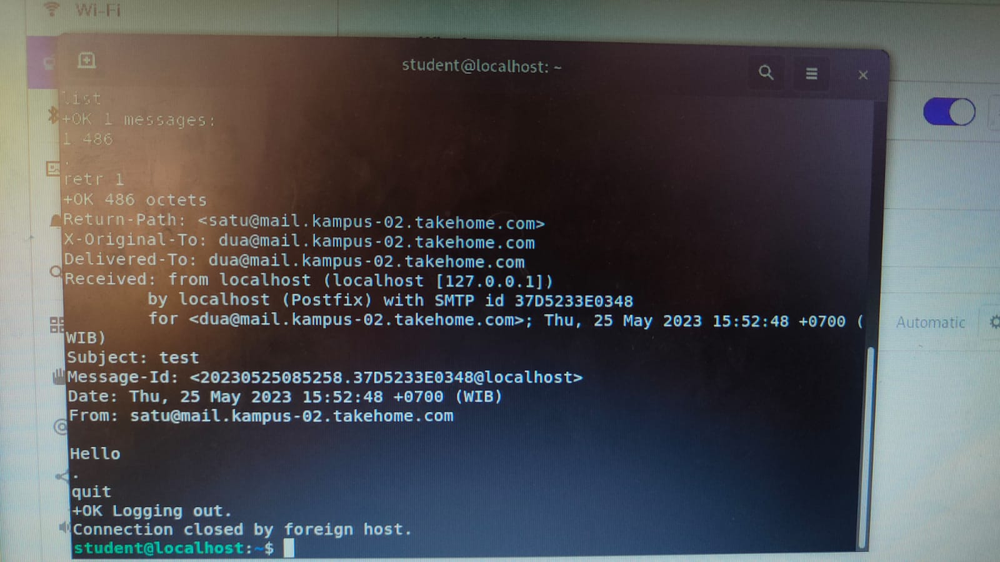 Wi-Fi
student@localhost: ~
list
+OK 1 messages:
1 486
.
retr 1
+OK 486 octets
Return-Path: <satu@mail.kampus-02.takehome.com>
X-Original-To: dua@mail.kampus-02.takehome.com
Delivered-To: dua@mail.kampus-02.takehome.com
Received: from localhost (localhost [127.0.0.1])
by localhost (Postfix) with SMTP id 37D5233E0348
for <dua@mail.kampus-02.takehome.com>; Thu, 25 May 2023 15:52:48 +0700 (
WIB)
Automatic
Subject: test
Message-Id: <20230525085258.37D5233E0348@localhost>
Date: Thu, 25 May 2023 15:52:48 +0700 (WIB)
From: satu@mail.kampus-02.takehome.com
Hello
.
quit
+OK Logging out.
Connection closed by foreign host.
student@localhost:~$